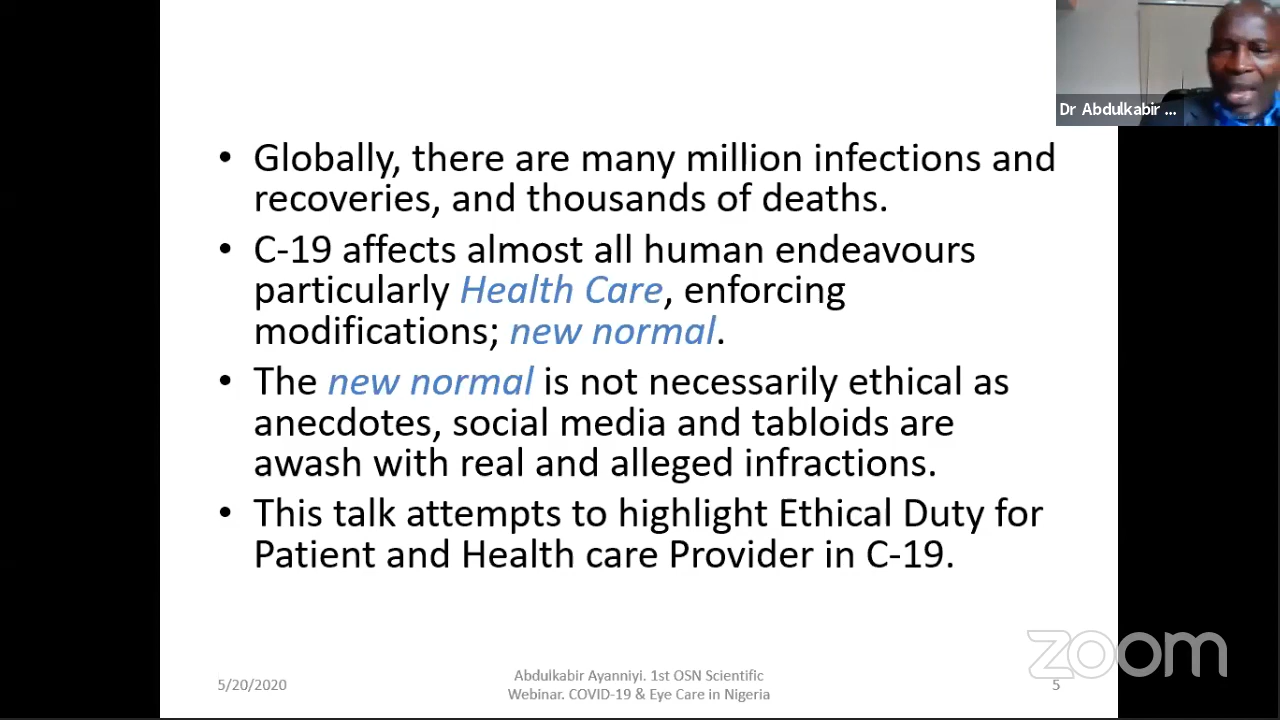 Dr Abdulkabir ...
• Globally, there are many million infections and
recoveries, and thousands of deaths.
• C-19 affects almost all human endeavours
particularly Health Care, enforcing
modifications; new normal.
• The new normal is not necessarily ethical as
anecdotes, social media and tabloids are
awash with real and alleged infractions.
• This talk attempts to highlight Ethical Duty for
Patient and Health care Provider in C-19.
zoom
5/20/2020
Abdulkabir Ayanniyi. 1st OSN Scientific
Webinar. COVID-19 & Eye Care in Nigeria
5